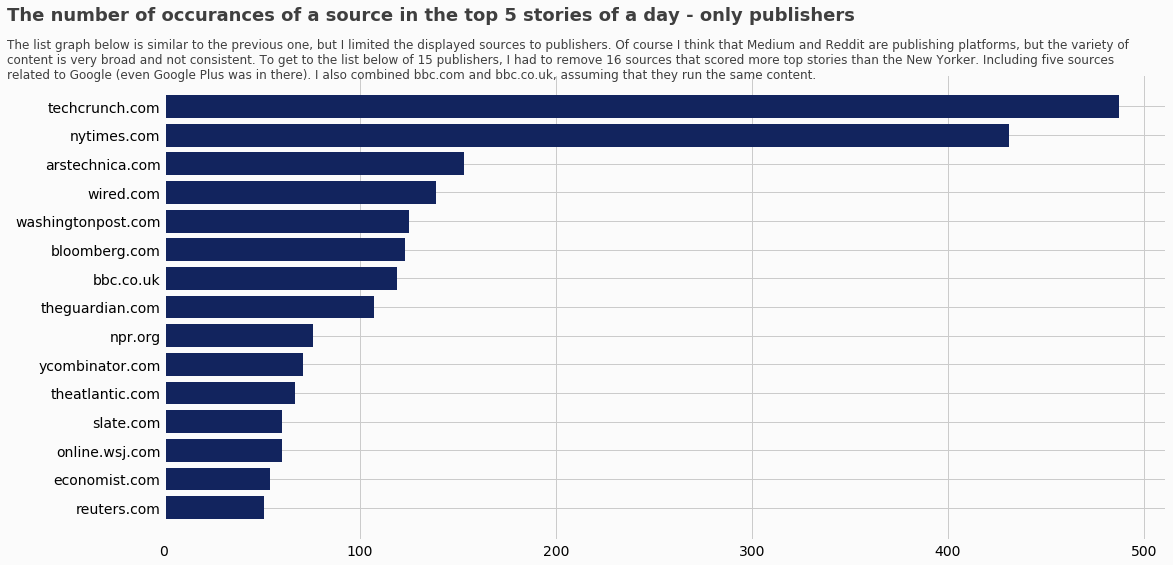 The number of occurances of a source in the top 5 stories of a day - only publishers
The list graph below is similar to the previous one, but I limited the displayed sources to publishers. Of course I think that Medium and Reddit are publishing platforms, but the variety of
content is very broad and not consistent. To get to the list below of 15 publishers, I had to remove 16 sources that scored more top stories than the New Yorker. Including five sources
related to Google (even Google Plus was in there). I also combined bbc.com and bbc.co.uk, assuming that they run the same content.
techcrunch.com
nytimes.com
arstechnica.com
wired.com
washingtonpost.com
bloomberg.com
bbc.co.uk
theguardian.com
npr.org
ycombinator.com
theatlantic.com
slate.com
online.wsj.com
economist.com
reuters.com
0 100 200 300 400 500